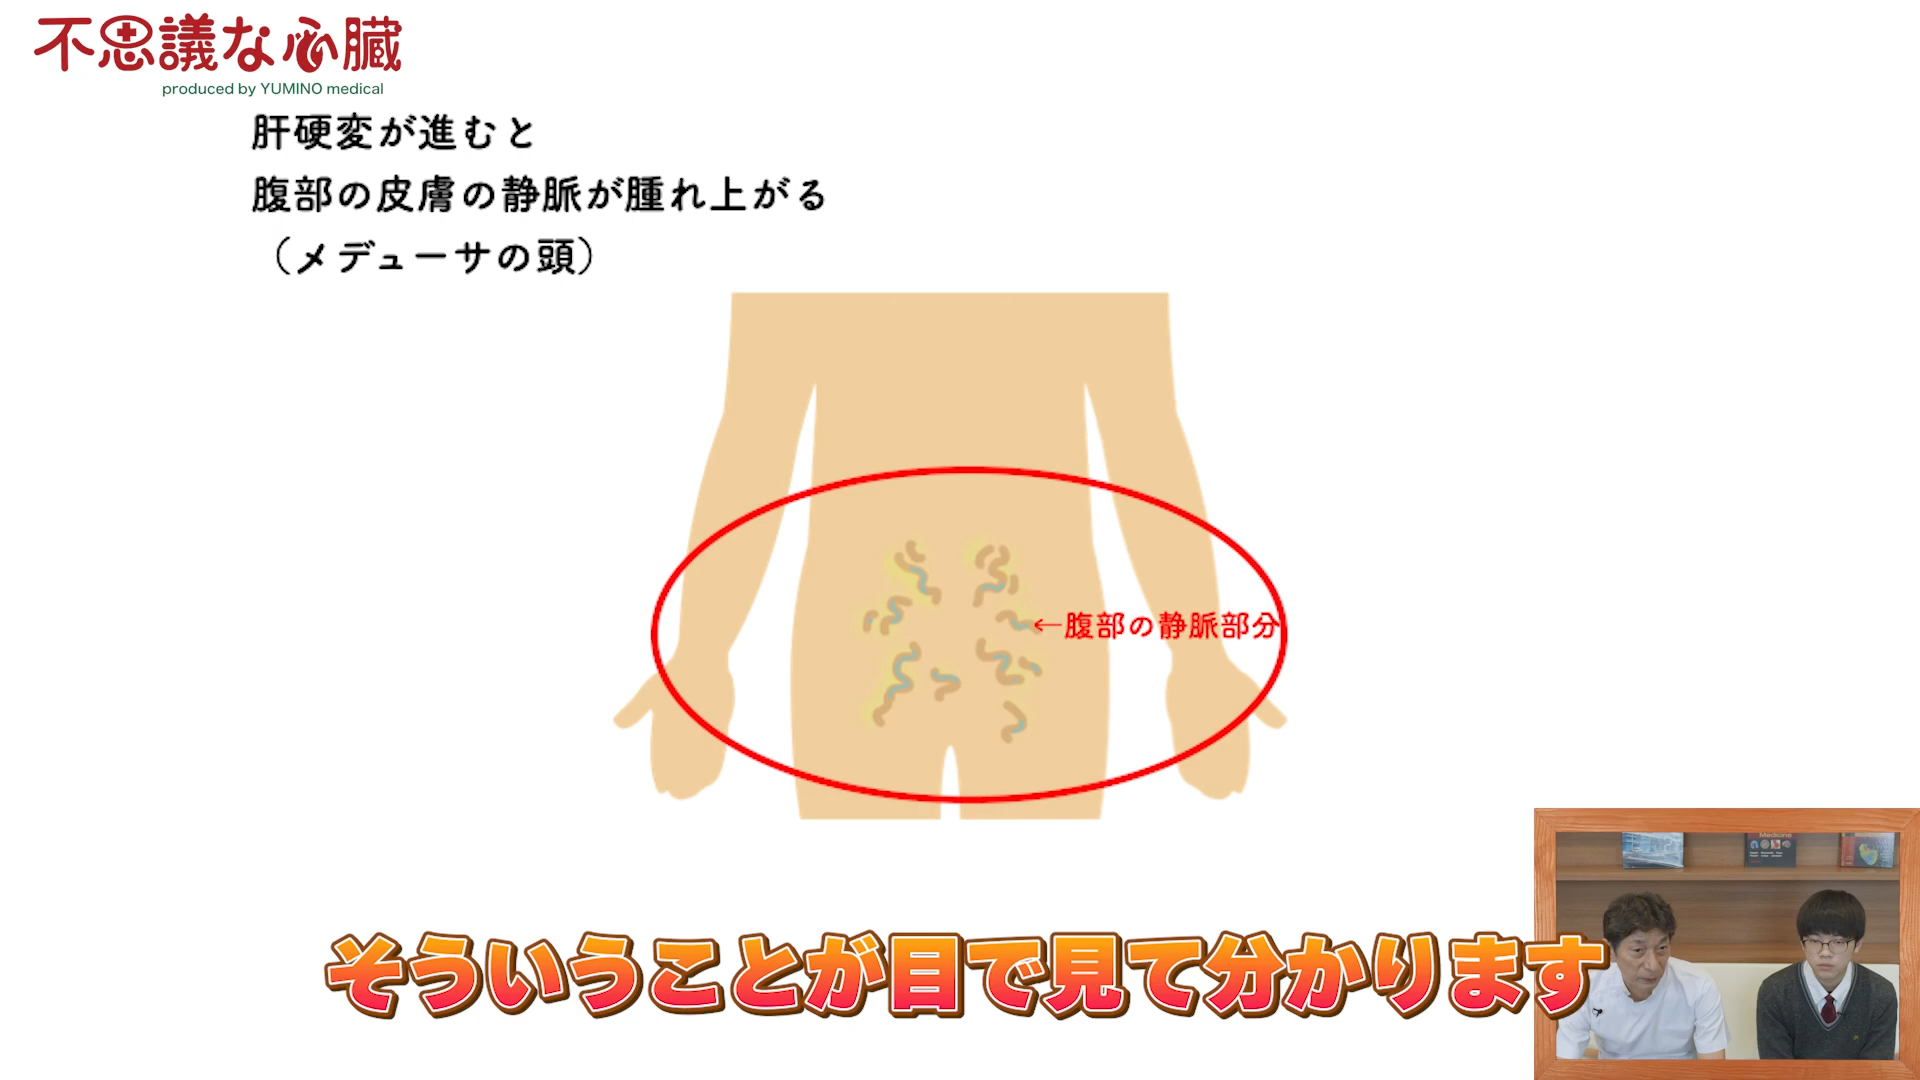 不思議な心臓
produced by YUMINO medical
肝硬変が進むと
腹部の皮膚の静脈が腫れ上がる
（メデューサの頭）
←腹部の静脈部分
Medicine
そういうことが目で見て分かります